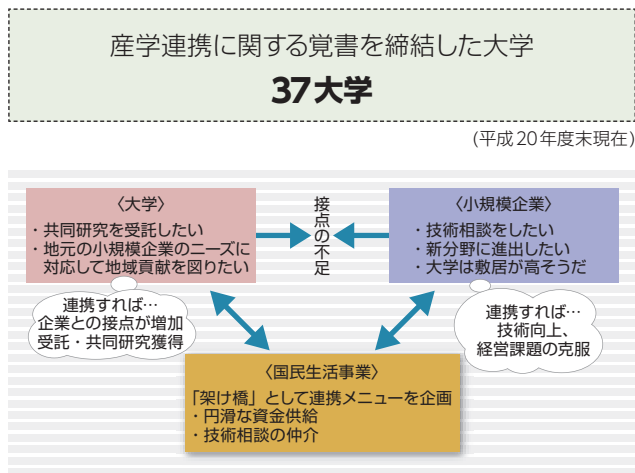 産学連携に関する覚書を締結した大学
37大学
(平成20年度末現在)
〈大学〉
・共同研究を受託したい
・地元の小規模企業のニーズに
対応して地域貢献を図りたい
接点の不足
〈小規模企業〉
・技術相談をしたい
・新分野に進出したい
・大学は敷居が高そうだ
連携すれば…
企業との接点が増加
受託・共同研究獲得
連携すれば…
技術向上、
経営課題の克服
〈国民生活事業〉
「架け橋」として連携メニューを企画
・円滑な資金供給
・技術相談の仲介